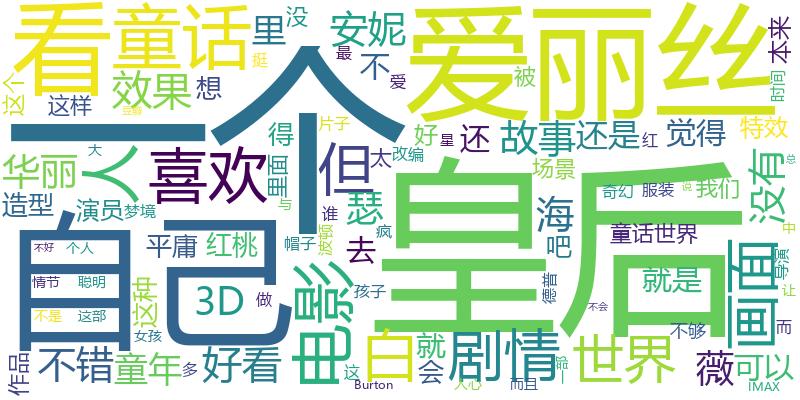 看
童话
里
没
安妮
不
最
挺
爱
爱丽丝
被
本来
时间
这个
这样
效果
想
一个
豆瓣
大
得
片子
好
太
改编
还
星
故事
还是
红
觉得
特效
总
华丽
人
喜欢
但
里面
场景
奇幻
服装
说
我们
没有
造型
演员
梦境
与
谁
瑟
海
皇后
自己
平庸
红桃
帽子
波顿
疯
去
吧
童话世界
中
不好
个人
情节
聪明
这种
3D
做
电影
孩子
德普
就是
画面
导演
让
不是
这部
女孩
不会
不够
而
作品
不错
童年
多
好看
这
白
就
会
剧情
世界
薇
可以
Burton
人心
而且
一部
IMAX